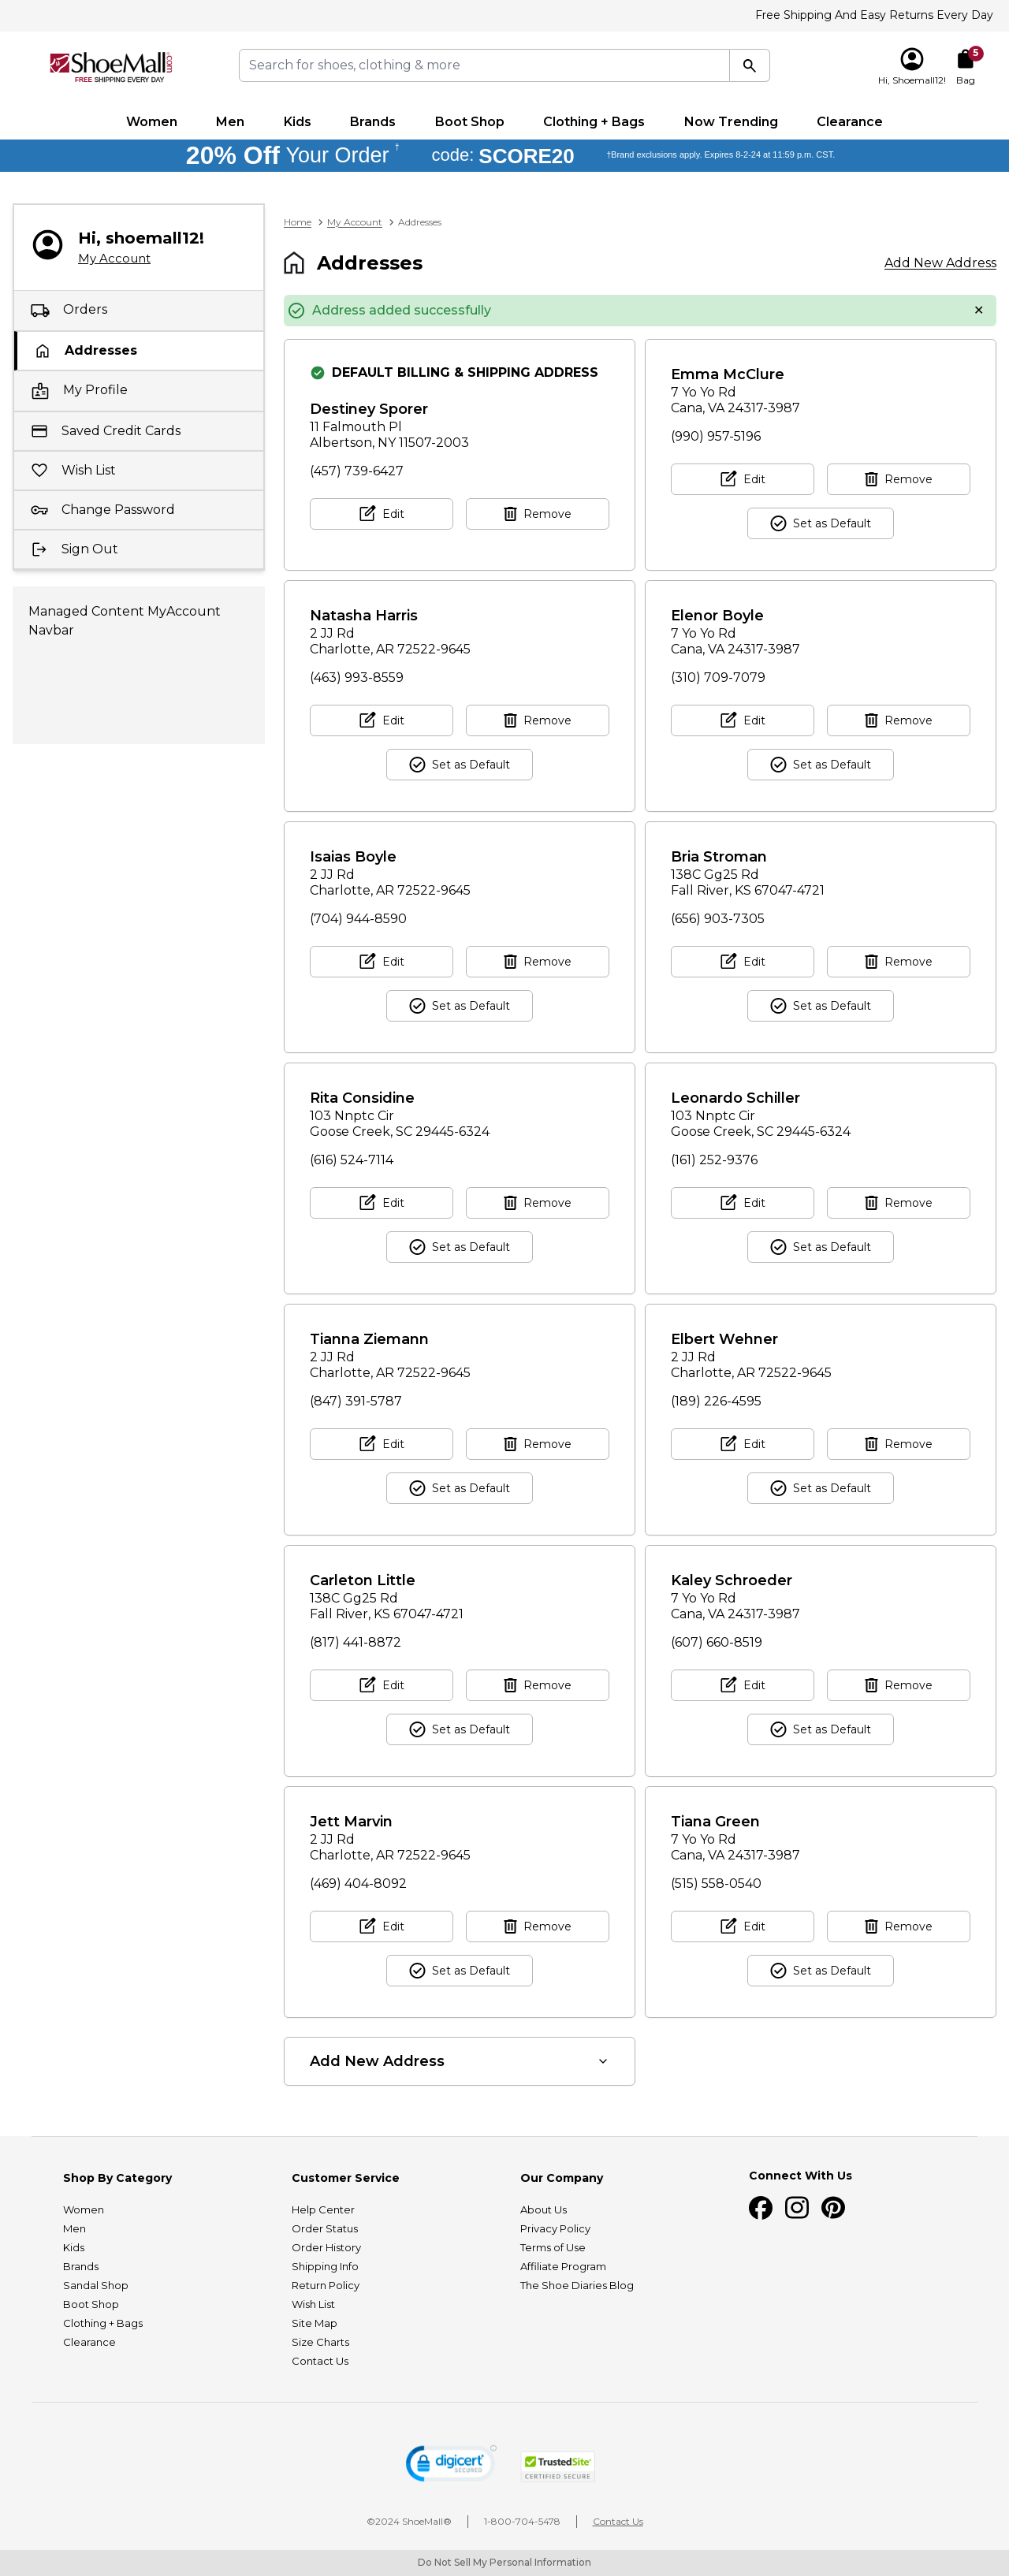 Free Shipping And Easy Returns Every Day
ShoeMall.com
FREE SHIPPING EVERY DAY
Search for shoes, clothing & more
Hi, Shoemall12!
5
Bag
Women Men Kids Brands Boot Shop Clothing + Bags Now Trending Clearance
20% Off Your Order † code: SCORE20 †Brand exclusions apply. Expires 8-2-24 at 11:59 p.m. CST.
Hi, shoemall12!
My Account
Orders
Addresses
My Profile
Saved Credit Cards
Wish List
Change Password
Sign Out
Managed Content MyAccount
Navbar
Home > My Account > Addresses
Addresses
Add New Address
Address added successfully
DEFAULT BILLING & SHIPPING ADDRESS
Destiney Sporer
11 Falmouth Pl
Albertson, NY 11507-2003
(457) 739-6427
Edit Remove
Emma McClure
7 Yo Yo Rd
Cana, VA 24317-3987
(990) 957-5196
Edit Remove
Set as Default
Natasha Harris
2 JJ Rd
Charlotte, AR 72522-9645
(463) 993-8559
Edit Remove
Set as Default
Elenor Boyle
7 Yo Yo Rd
Cana, VA 24317-3987
(310) 709-7079
Edit Remove
Set as Default
Isaias Boyle
2 JJ Rd
Charlotte, AR 72522-9645
(704) 944-8590
Edit Remove
Set as Default
Bria Stroman
138C Gg25 Rd
Fall River, KS 67047-4721
(656) 903-7305
Edit Remove
Set as Default
Rita Considine
103 Nnptc Cir
Goose Creek, SC 29445-6324
(616) 524-7114
Edit Remove
Set as Default
Leonardo Schiller
103 Nnptc Cir
Goose Creek, SC 29445-6324
(161) 252-9376
Edit Remove
Set as Default
Tianna Ziemann
2 JJ Rd
Charlotte, AR 72522-9645
(847) 391-5787
Edit Remove
Set as Default
Elbert Wehner
2 JJ Rd
Charlotte, AR 72522-9645
(189) 226-4595
Edit Remove
Set as Default
Carleton Little
138C Gg25 Rd
Fall River, KS 67047-4721
(817) 441-8872
Edit Remove
Set as Default
Kaley Schroeder
7 Yo Yo Rd
Cana, VA 24317-3987
(607) 660-8519
Edit Remove
Set as Default
Jett Marvin
2 JJ Rd
Charlotte, AR 72522-9645
(469) 404-8092
Edit Remove
Set as Default
Tiana Green
7 Yo Yo Rd
Cana, VA 24317-3987
(515) 558-0540
Edit Remove
Set as Default
Add New Address
Shop By Category
Women
Men
Kids
Brands
Sandal Shop
Boot Shop
Clothing + Bags
Clearance
Customer Service
Help Center
Order Status
Order History
Shipping Info
Return Policy
Wish List
Site Map
Size Charts
Contact Us
Our Company
About Us
Privacy Policy
Terms of Use
Affiliate Program
The Shoe Diaries Blog
Connect With Us
digicert
SECURED
TrustedSite
CERTIFIED SECURE
©2024 ShoeMall® 1-800-704-5478 Contact Us
Do Not Sell My Personal Information